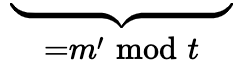 =m′ mod t